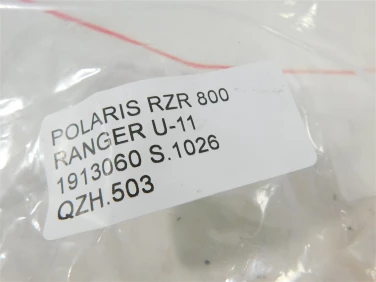 POLARIS RZR 800
RANGER U-11
1913060 S.1026
QZH.503